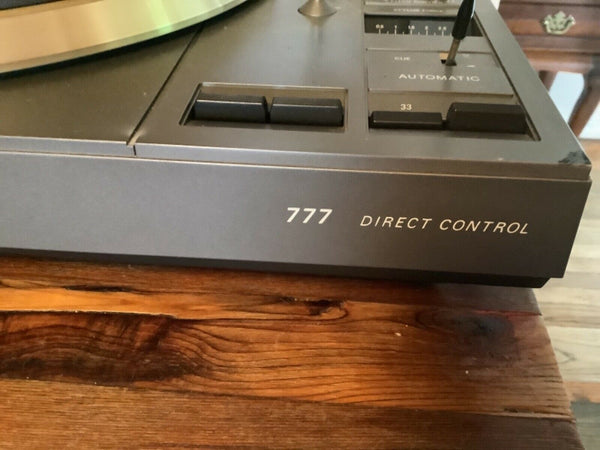 CUE
AUTOMATIC
33
777 DIRECT CONTROL